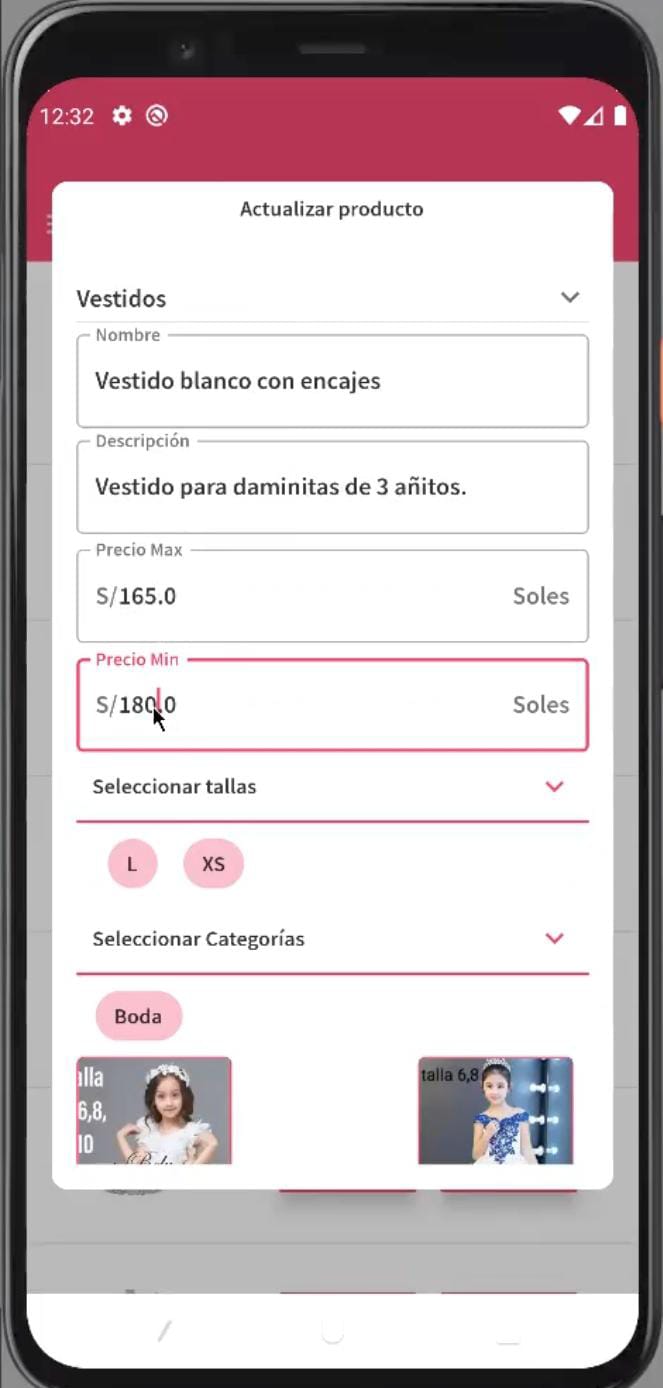 12:32
Actualizar producto
Vestidos
Nombre
Vestido blanco con encajes
Descripción
Vestido para daminitas de 3 añitos.
Precio Max
S/165.0 Soles
Precio Min
S/180.0 Soles
Seleccionar tallas
L XS
Seleccionar Categorías
Boda
alla
6,8,
10
talla 6,8